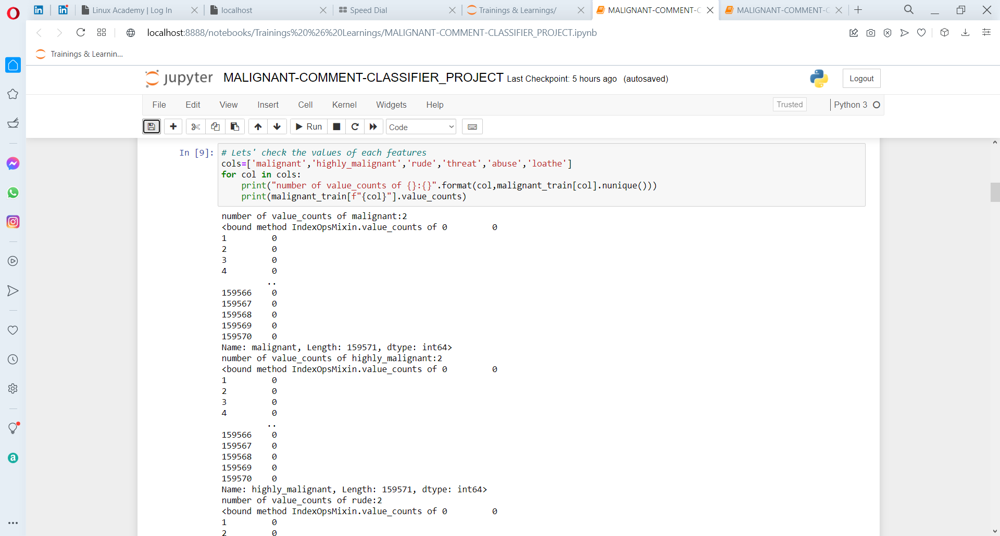 Linux Academy | Log In
localhost
Speed Dial
Trainings & Learnings/
MALIGNANT-COMMENT-C
MALIGNANT-COMMENT-C
localhost:8888/notebooks/Trainings%20%26%20Learnings/MALIGNANT-COMMENT-CLASSIFIER_PROJECT.ipynb
Trainings & Learnin...
jupyter MALIGNANT-COMMENT-CLASSIFIER_PROJECT Last Checkpoint: 5 hours ago (autosaved)
Logout
File Edit View Insert Cell Kernel Widgets Help
Trusted
Python 3
Run
Code
In [9]: # Lets' check the values of each features
cols=['malignant','highly_malignant','rude','threat','abuse','loathe']
for col in cols:
    print("number of value_counts of {}:{}".format(col,malignant_train[col].nunique()))
    print(malignant_train[f"{col}"].value_counts)
number of value_counts of malignant:2
<bound method IndexOpsMixin.value_counts of 0         0
1         0
2         0
3         0
4         0
         ..
159566    0
159567    0
159568    0
159569    0
159570    0
Name: malignant, Length: 159571, dtype: int64>
number of value_counts of highly_malignant:2
<bound method IndexOpsMixin.value_counts of 0         0
1         0
2         0
3         0
4         0
         ..
159566    0
159567    0
159568    0
159569    0
159570    0
Name: highly_malignant, Length: 159571, dtype: int64>
number of value_counts of rude:2
<bound method IndexOpsMixin.value_counts of 0         0
1         0
2         0